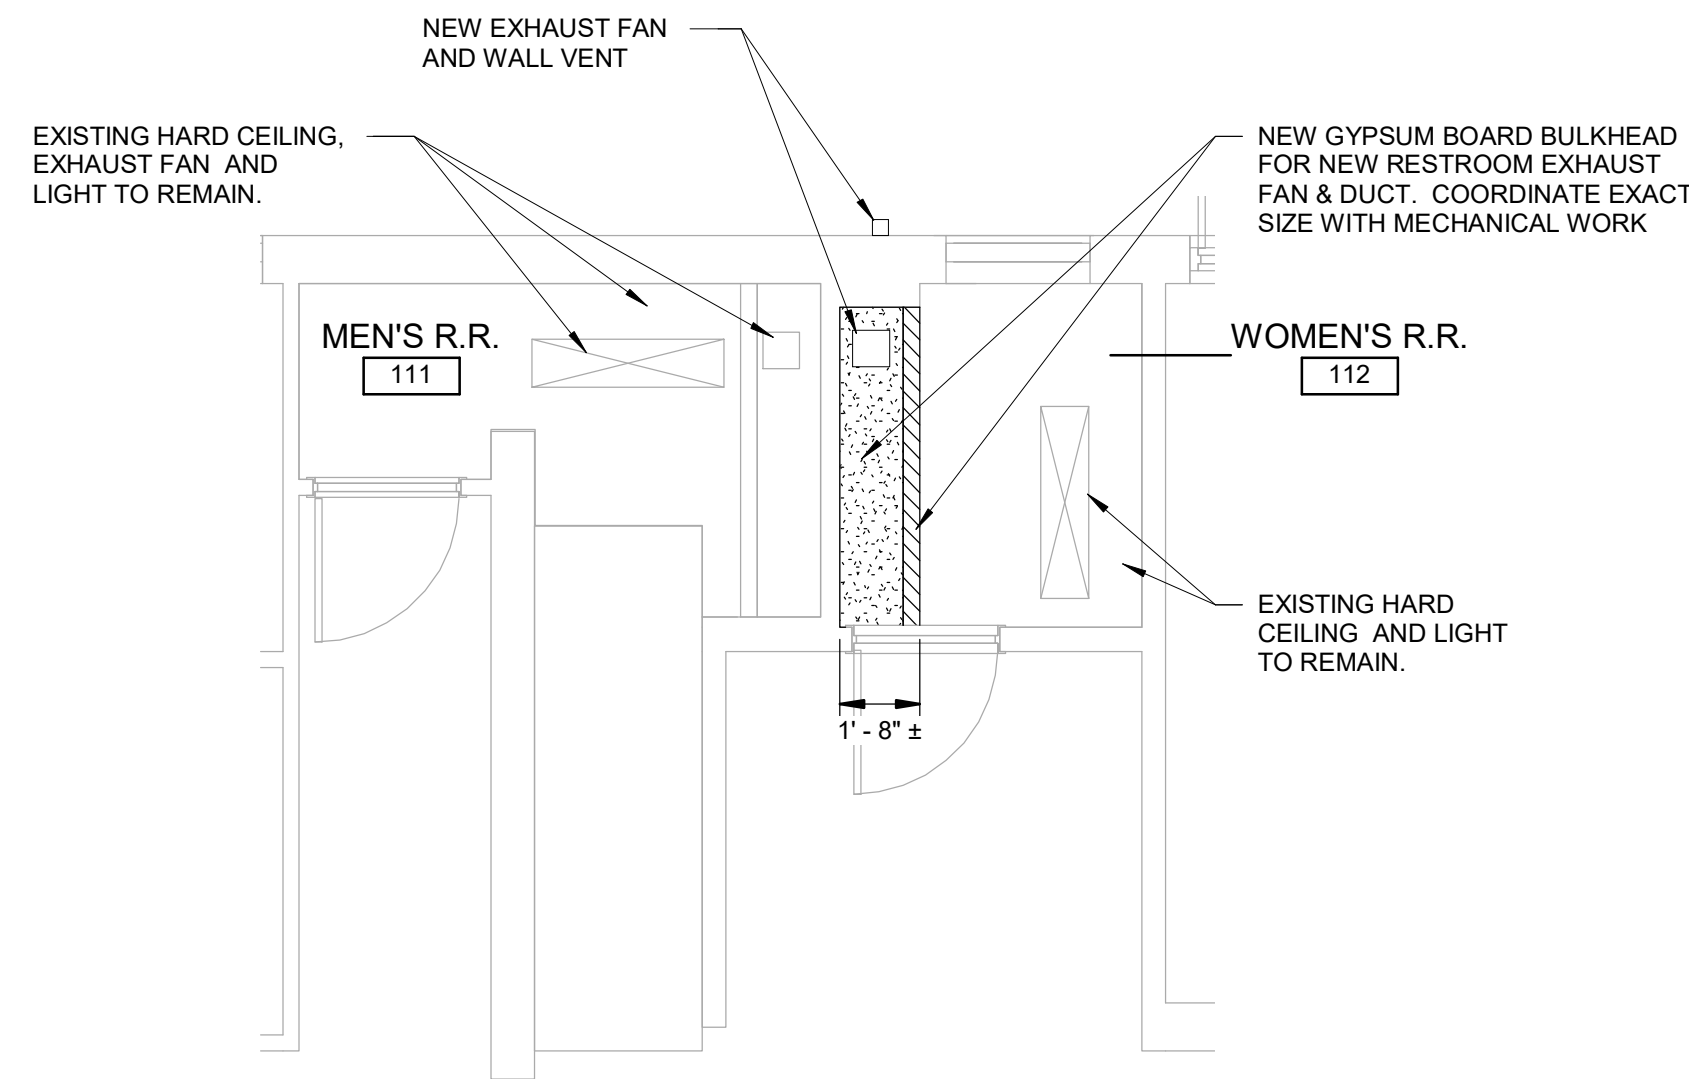 NEW EXHAUST FAN
AND WALL VENT
EXISTING HARD CEILING,
EXHAUST FAN AND
LIGHT TO REMAIN.
NEW GYPSUM BOARD BULKHEAD
FOR NEW RESTROOM EXHAUST
FAN & DUCT. COORDINATE EXACT
SIZE WITH MECHANICAL WORK
MEN'S R.R.
111
WOMEN'S R.R.
112
EXISTING HARD
CEILING AND LIGHT
TO REMAIN.
1' - 8" ±